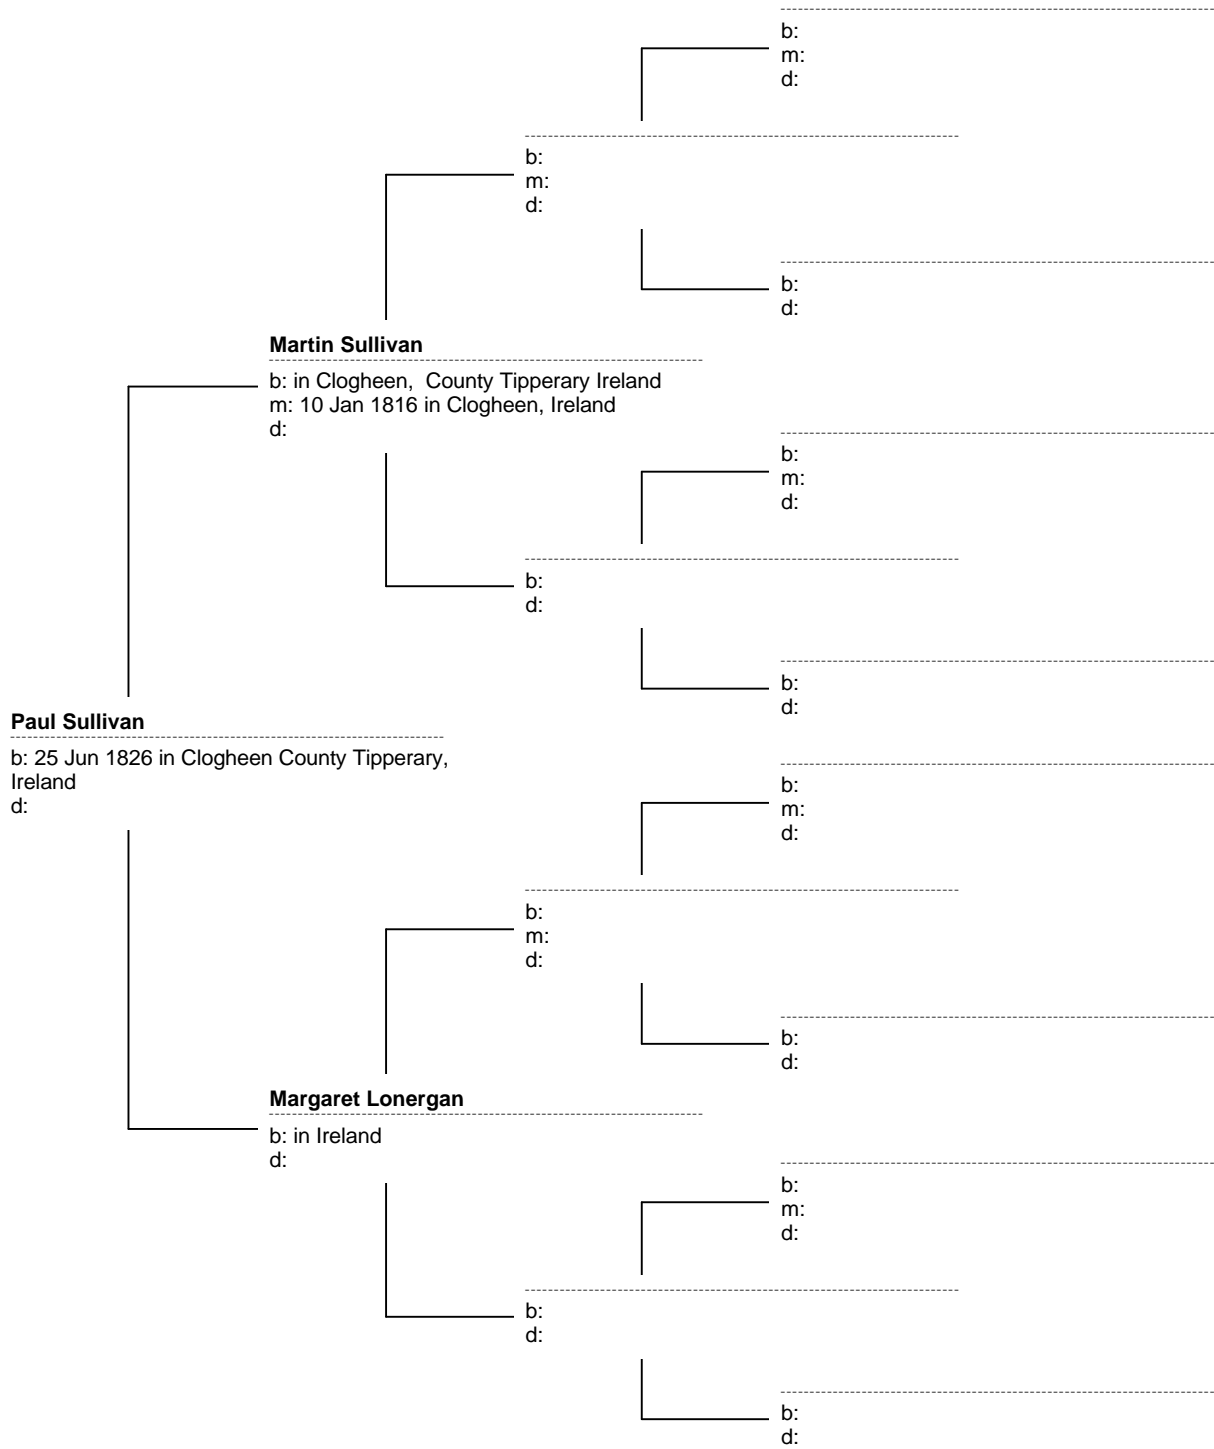 b:
m:
d:
b:
m:
d:
b:
d:
Martin Sullivan
b: in Clogheen,  County Tipperary Ireland
m: 10 Jan 1816 in Clogheen, Ireland
d:
b:
m:
d:
b:
d:
b:
d:
Paul Sullivan
b: 25 Jun 1826 in Clogheen County Tipperary,
Ireland
d:
b:
m:
d:
b:
m:
d:
b:
d:
Margaret Lonergan
b: in Ireland
d:
b:
m:
d:
b:
d:
b:
d: